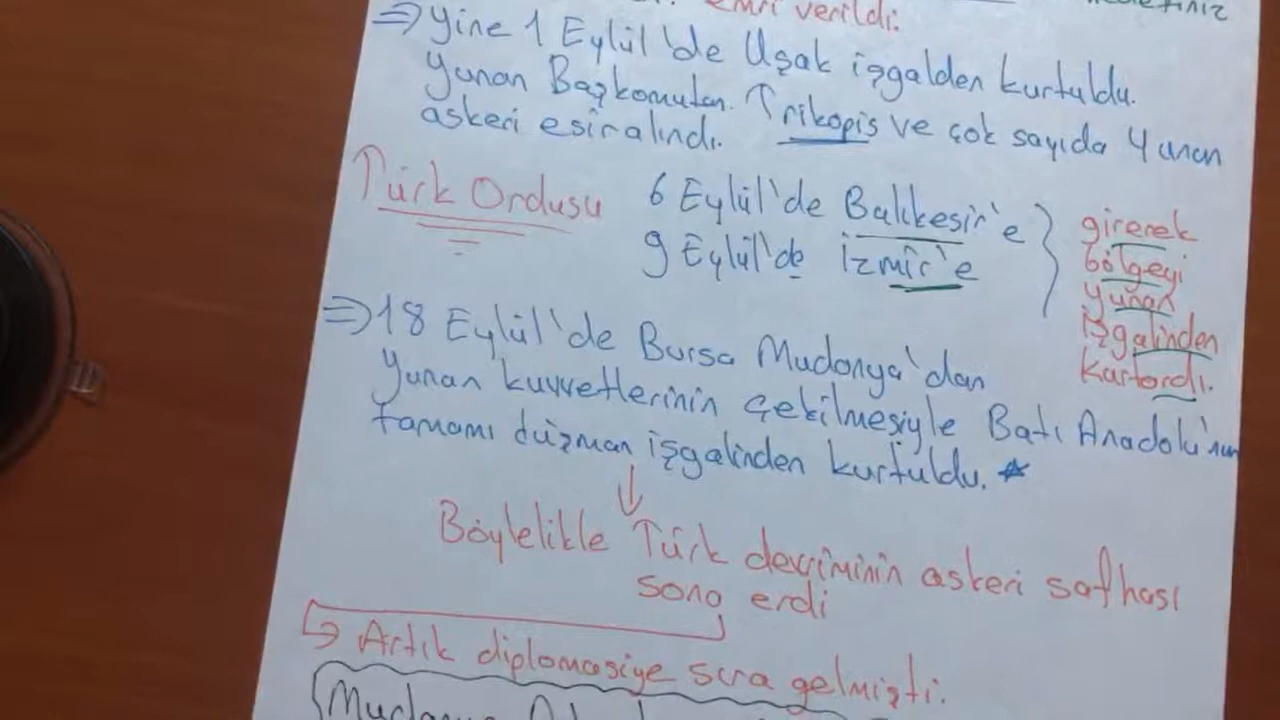 emri verildi.
⇒ Yine 1 Eylül'de Uşak işgalden kurtuldu.
Yunan Başkomutan. Trikopis ve çok sayıda Yunan
askeri esir alındı.
Türk Ordusu
6 Eylül'de Balıkesir'e
9 Eylül'de İzmir'e
girerek
bölgeyi
Yunan
işgalinden
kurtardı.
⇒ 18 Eylül'de Bursa Mudanya'dan
Yunan kuvvetlerinin çekilmesiyle Batı Anadolu'nun
tamamı düşman işgalinden kurtuldu.
Böylelikle Türk devriminin askeri safhası
sona erdi
Artık diplomasiye sıra gelmişti.
Mudanya